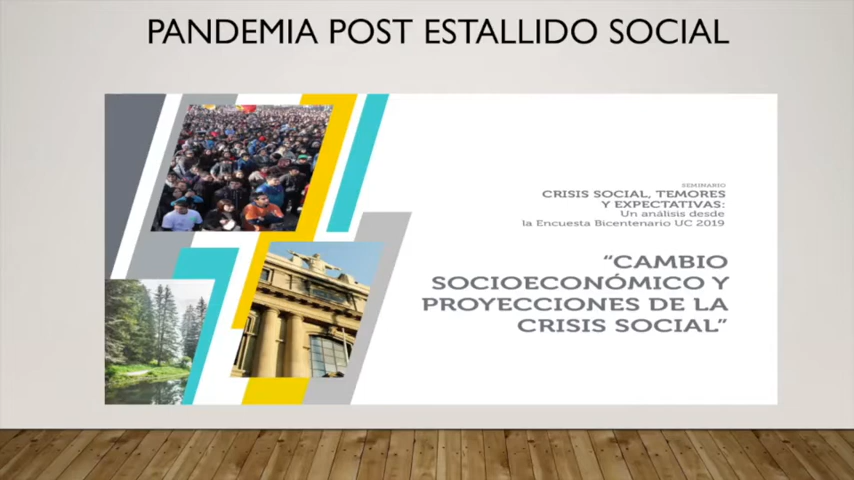 PANDEMIA POST ESTALLIDO SOCIAL
SEMINARIO
CRISIS SOCIAL, TEMORES
Y EXPECTATIVAS:
Un análisis desde
la Encuesta Bicentenario UC 2019
“CAMBIO
SOCIOECONÓMICO Y
PROYECCIONES DE LA
CRISIS SOCIAL”